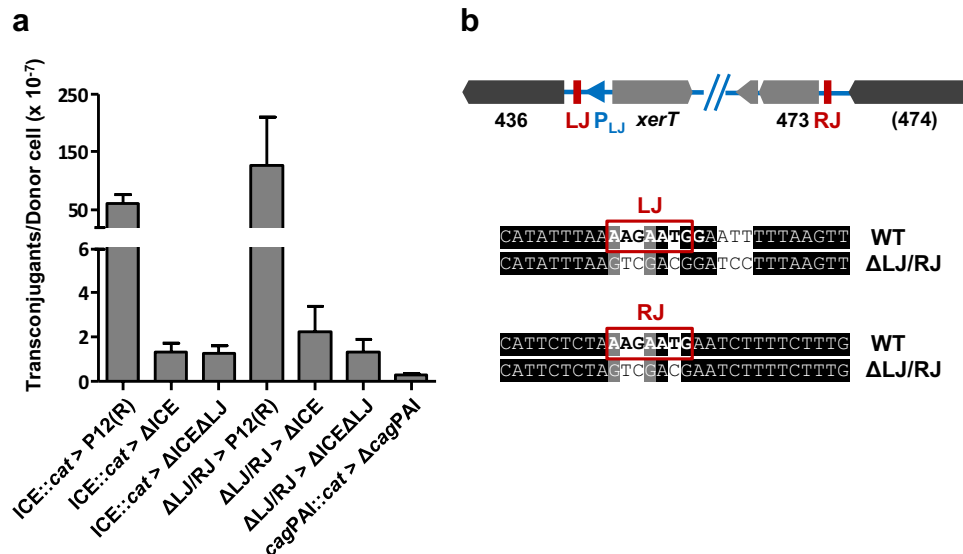 a
Transconjugants/Donor cell (x 10⁻⁷)
250
150
50
6
4
2
0
ICE::cat > P12(R)
ICE::cat > ΔICE
ICE::cat > ΔICEΔLJ
ΔLJ/RJ > P12(R)
ΔLJ/RJ > ΔICE
ΔLJ/RJ > ΔICEΔLJ
cagPAI::cat > ΔcagPAI
b
436 LJ PLJ xerT 473 RJ (474)
LJ
CATATTTAAAAGAATGGAATTTTTAAGTT WT
CATATTTAAGTCGACGGATCCTTTAAGTT ΔLJ/RJ
RJ
CATTCTCTAAAGAATGAATCTTTTCTTTG WT
CATTCTCTAGTCGACGAATCTTTTCTTTG ΔLJ/RJ